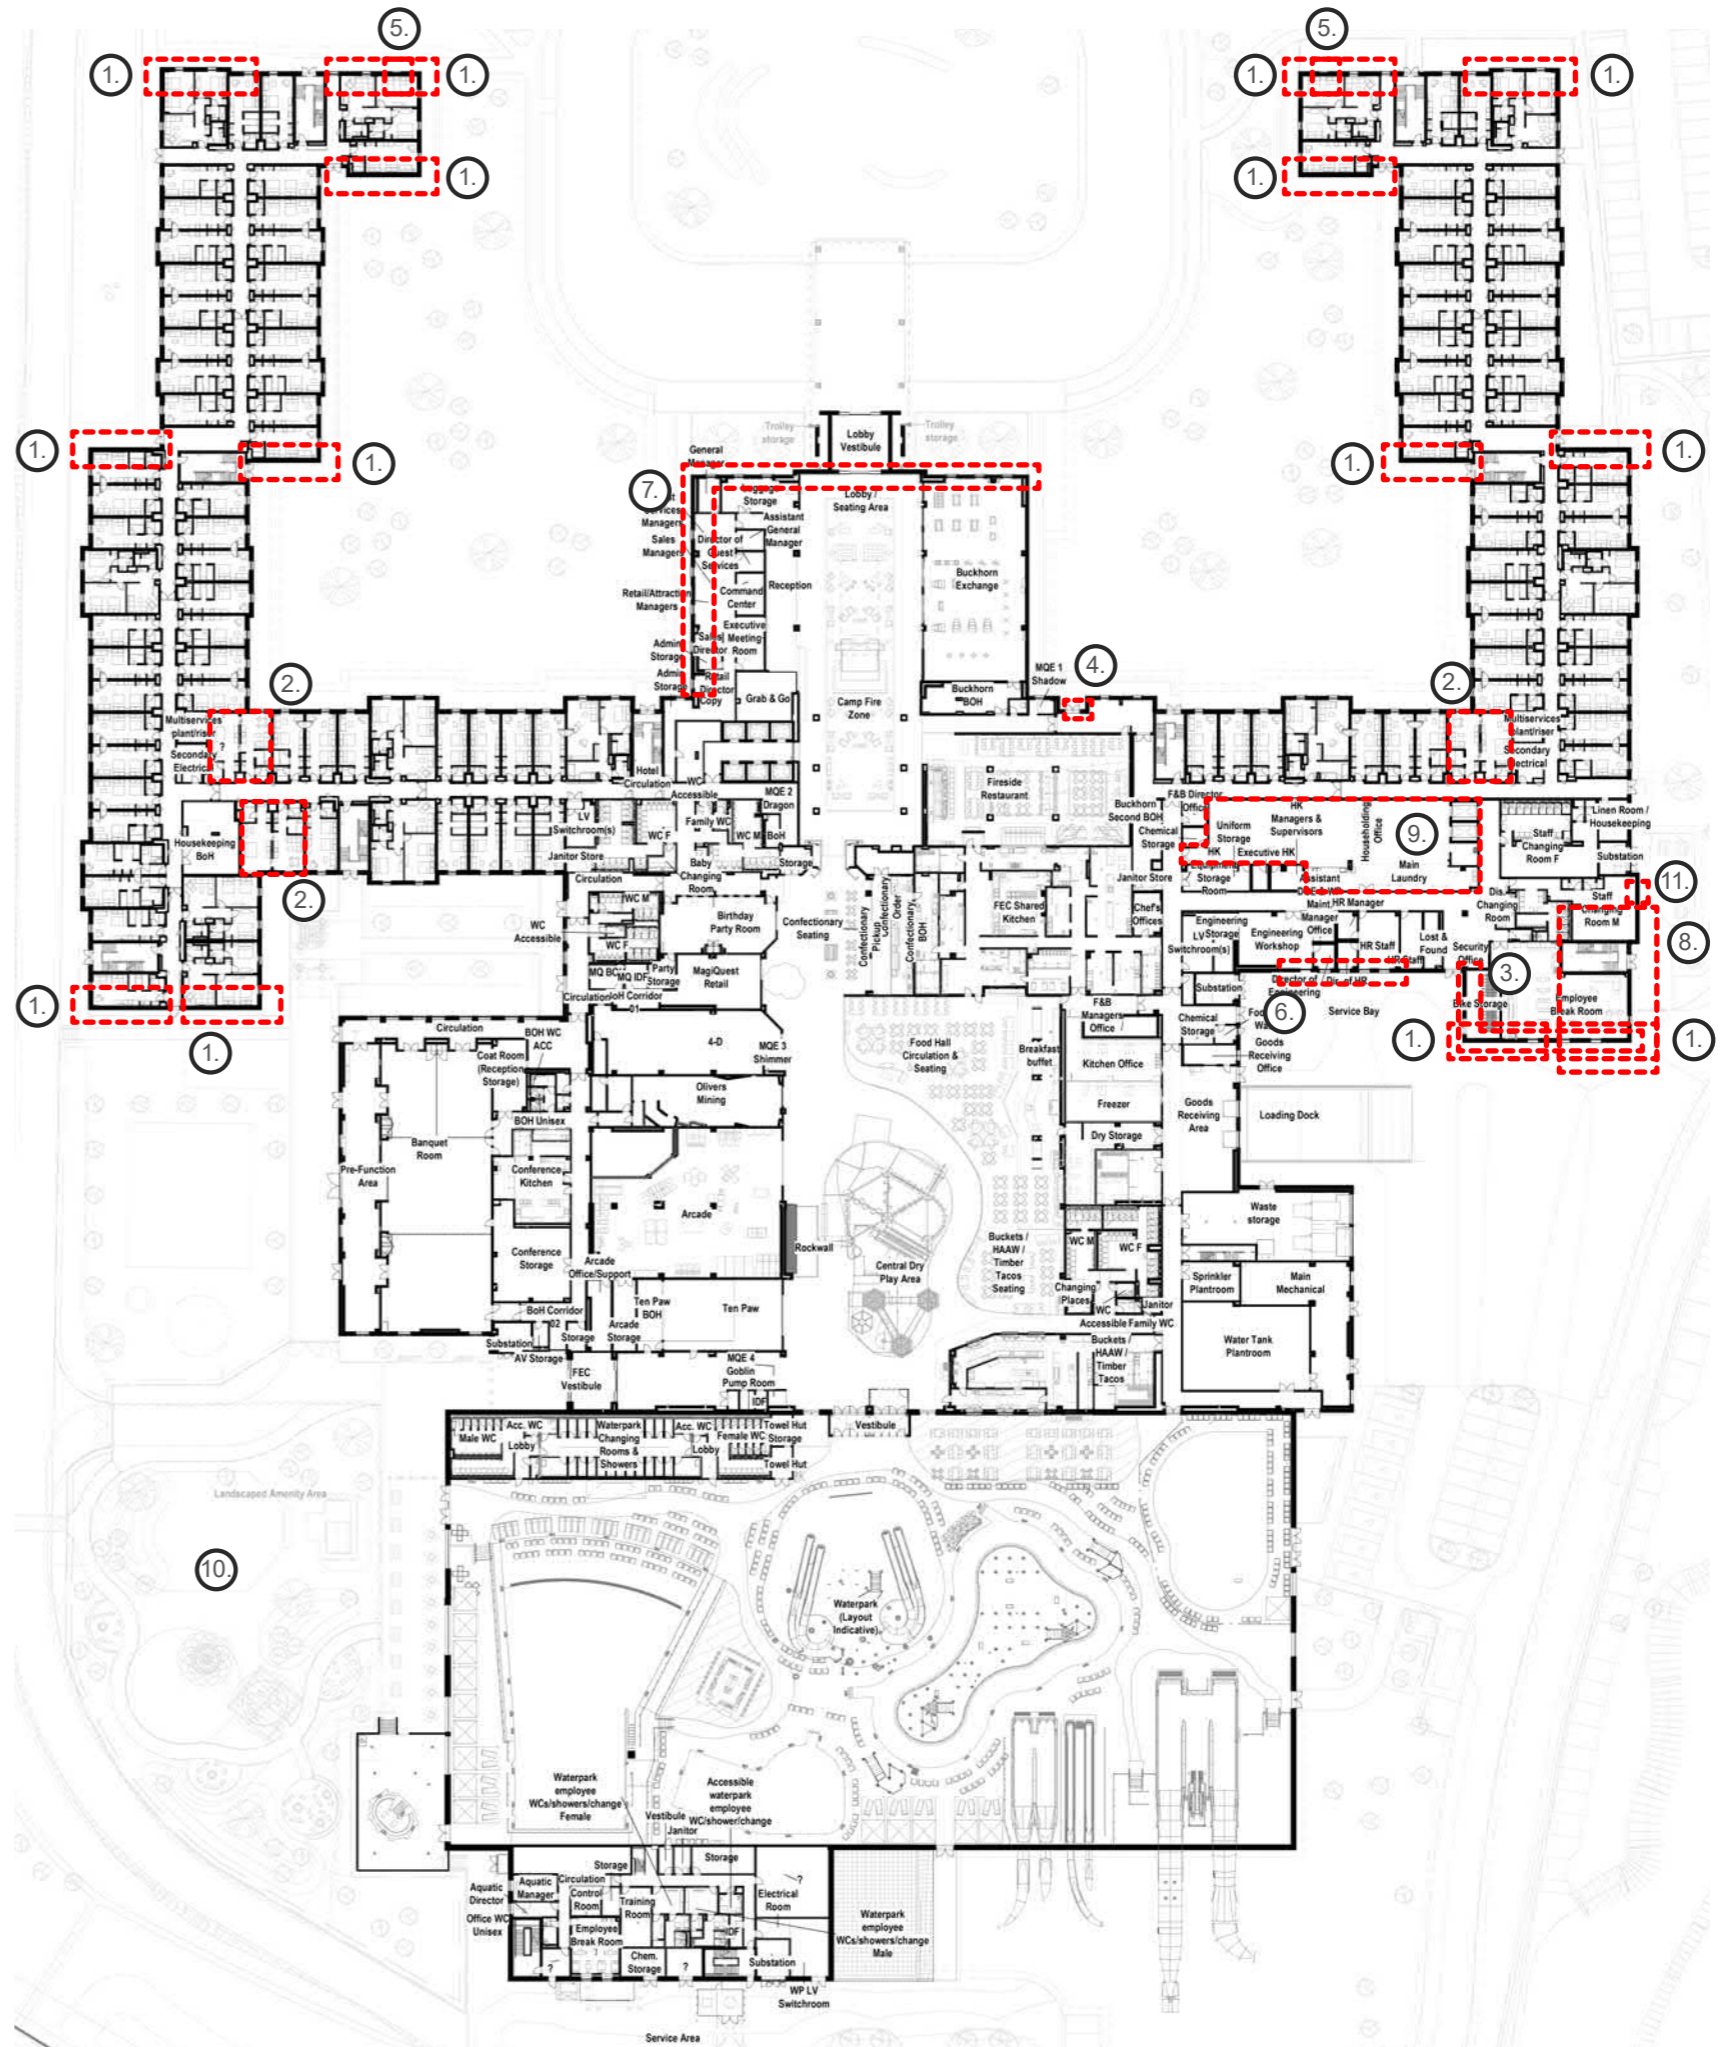 5.
5.
1.
1.
1.
1.
1.
1.
1.
1.
1.
1.
Trolley
storage
Lobby
Vestibule
Trolley
storage
General
Manager
7.
Storage
Lobby /
Seating Area
Managers
Assistant
General
Manager
Sales
Managers
Director of
Guest
Services
Buckhorn
Exchange
Reception
Retail/Attraction
Managers
Command
Center
Executive
Meeting
Room
Admin
Storage
Sales
Director
Admin
Storage
Retail
Director
Copy
Grab & Go
MQE 1
Shadow
4.
Buckhorn
BOH
Camp Fire
Zone
2.
2.
Multiservices
plant/riser
?
Secondary
Electrical
Multiservices
plant/riser
Secondary
Electrical
Hotel
Circulation
WC
Accessible
MQE 2
Dragon
BoH
Fireside
Restaurant
Buckhorn
Second BOH
F&B Director
Office
Chemical
Storage
Uniform
Storage
HK
Managers &
Supervisors
Householding
Office
9.
Linen Room /
Housekeeping
Staff
Changing
Room F
Substation
Housekeeping
BoH
LV
Switchroom(s)
WC F
Family WC
WC M
Janitor Store
Baby
Changing
Room
Storage
Circulation
HK
Executive HK
Main
Laundry
Storage
Room
Assistant
Janitor Store
2.
11.
WC M
WC
Accessible
WC F
Birthday
Party Room
Confectionary
Seating
Confectionary
Pickup
Confectionary
Order
Confectionary
BOH
FEC Shared
Kitchen
Chef's
Offices
Maint.
Manager
Office
HR Manager
Dis.
Changing
Room
Staff
Changing
Room M
Engineering
Storage
LV
Switchroom(s)
Engineering
Workshop
HR Staff
HR Staff
Lost &
Found
Security
Office
8.
Party
Storage
MQ IDF
MagiQuest
Retail
Circulation
BoH Corridor
01
3.
Substation
Director of
Engineering
Dir. of HR
Service Bay
Bike Storage
Employee
Break Room
6.
1.
1.
1.
1.
Circulation
BOH WC
ACC
Coat Room
(Reception
Storage)
4-D
MQE 3
Shimmer
Food Hall
Circulation &
Seating
Breakfast
buffet
F&B
Managers
Office
Kitchen Office
Chemical
Storage
Goods
Receiving
Office
Olivers
Mining
Freezer
Goods
Receiving
Area
Loading Dock
BOH Unisex
Dry Storage
Banquet
Room
Pre-Function
Area
Conference
Kitchen
Arcade
Waste
storage
Rockwall
Conference
Storage
Arcade
Office/Support
Central Dry
Play Area
Buckets /
HAAW /
Timber
Tacos
Seating
WC M
WC F
Changing
Places
WC
Accessible
Janitor
Family WC
Sprinkler
Plantroom
Main
Mechanical
Ten Paw
BOH
Ten Paw
BoH Corridor
02
Storage
Arcade
Storage
Substation
AV Storage
Buckets /
HAAW /
Timber
Tacos
Water Tank
Plantroom
FEC
Vestibule
MQE 4
Goblin
Pump Room
IDF
Male WC
Acc. WC
Lobby
Waterpark
Changing
Rooms &
Showers
Acc. WC
Lobby
Female WC
Towel Hut
Storage
Towel Hut
Vestibule
Landscaped Amenity Area
10.
Waterpark
(Layout
Indicative)
Waterpark
employee
WCs/showers/change
Female
Accessible
waterpark
employee
WC/shower/change
Vestibule
Janitor
Storage
Storage
Circulation
Aquatic
Director
Aquatic
Manager
Control
Room
Training
Room
?
Electrical
Room
Office WC
Unisex
Employee
Break Room
IDF
Waterpark
employee
WCs/showers/change
Male
?
Chem.
Storage
?
Substation
WP LV
Switchroom
Service Area